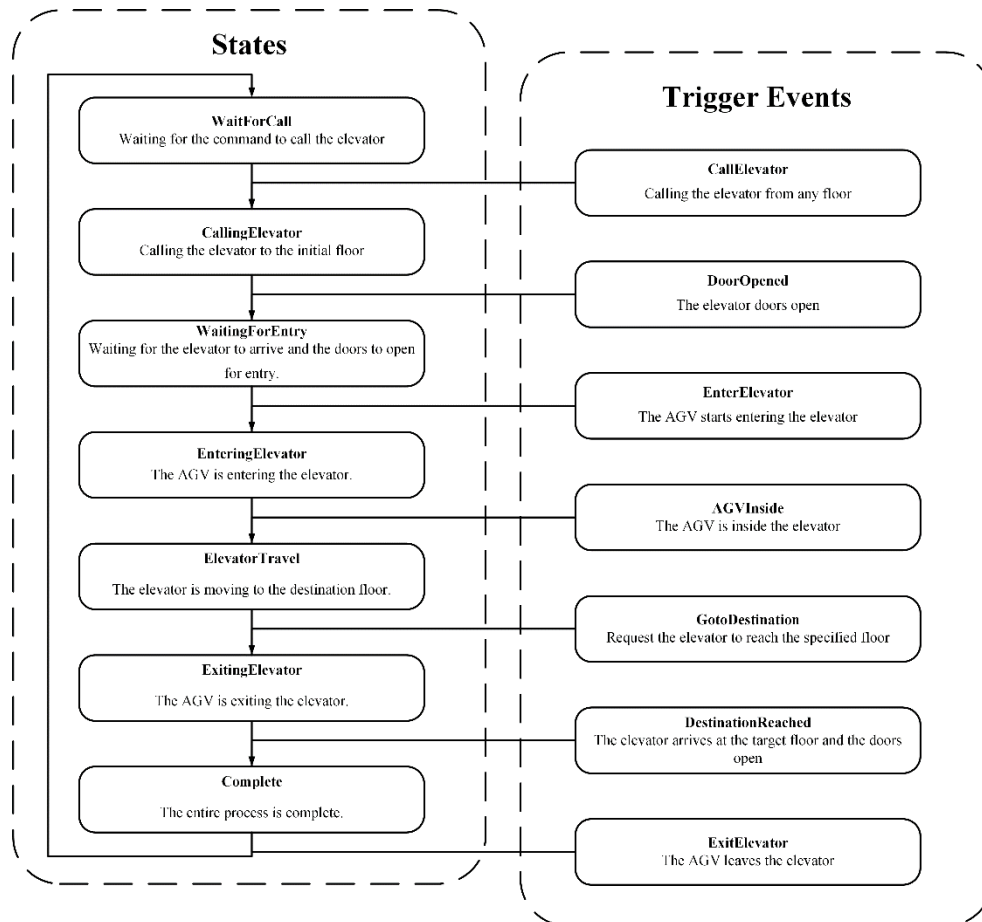 States
WaitForCall
Waiting for the command to call the elevator
CallingElevator
Calling the elevator to the initial floor
WaitingForEntry
Waiting for the elevator to arrive and the doors to open
for entry.
EnteringElevator
The AGV is entering the elevator.
ElevatorTravel
The elevator is moving to the destination floor.
ExitingElevator
The AGV is exiting the elevator.
Complete
The entire process is complete.
Trigger Events
CallElevator
Calling the elevator from any floor
DoorOpened
The elevator doors open
EnterElevator
The AGV starts entering the elevator
AGVInside
The AGV is inside the elevator
GotoDestination
Request the elevator to reach the specified floor
DestinationReached
The elevator arrives at the target floor and the doors
open
ExitElevator
The AGV leaves the elevator